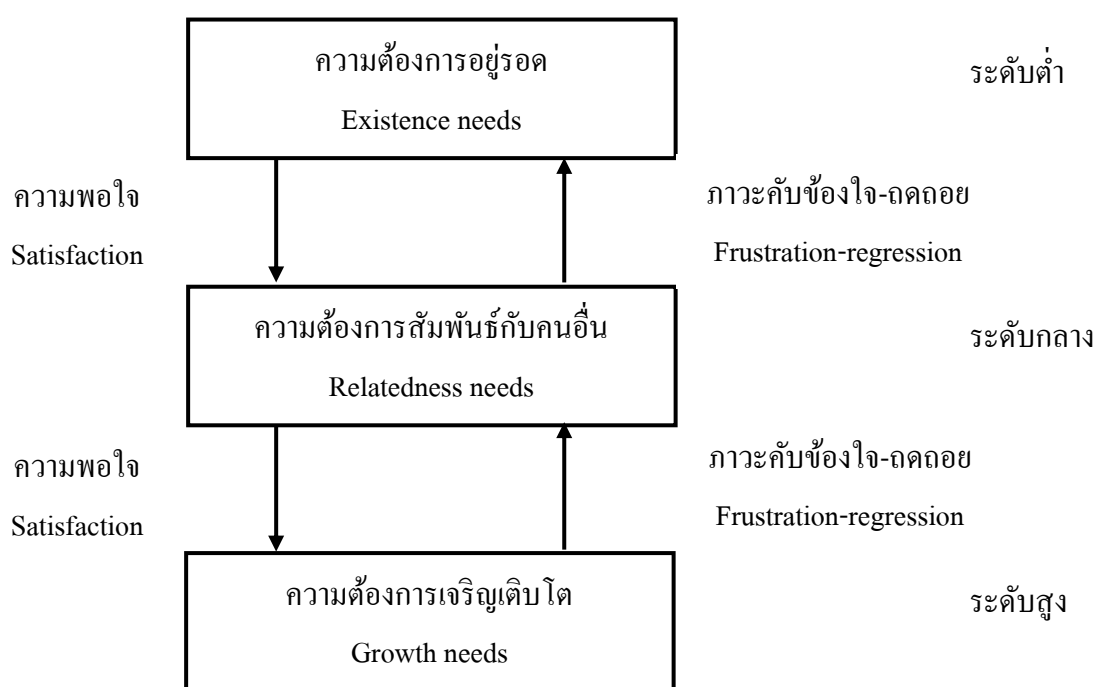 ความต้องการอยู่รอด
Existence needs
ระดับต่ำ
ความพอใจ
Satisfaction
ภาวะคับข้องใจ-ถดถอย
Frustration-regression
ความต้องการสัมพันธ์กับคนอื่น
Relatedness needs
ระดับกลาง
ความพอใจ
Satisfaction
ภาวะคับข้องใจ-ถดถอย
Frustration-regression
ความต้องการเจริญเติบโต
Growth needs
ระดับสูง